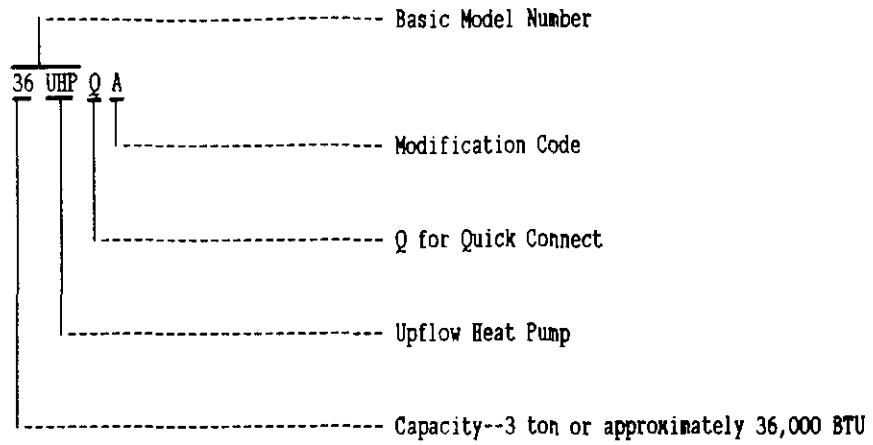 Basic Model Number
36 UHP Q A
Modification Code
Q for Quick Connect
Upflow Heat Pump
Capacity--3 ton or approximately 36,000 BTU